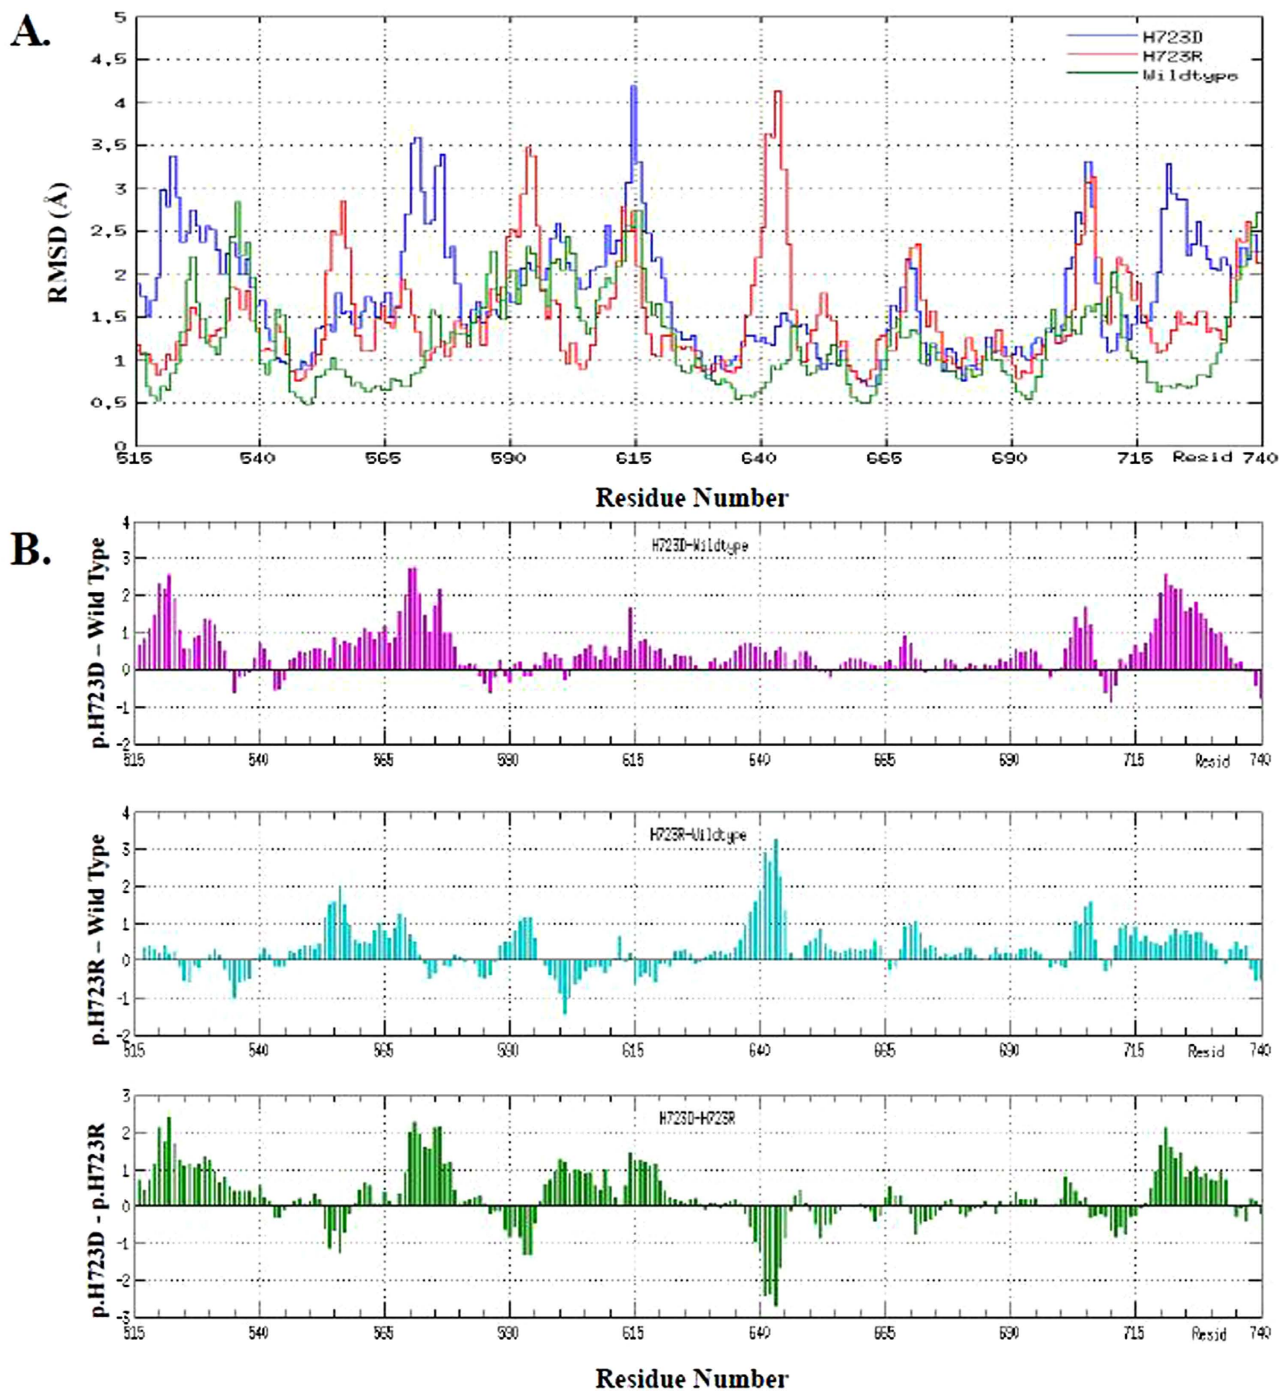 A.
RMSD (Å)
5
4,5
4
3,5
3
2,5
2
1,5
1
0,5
0
H723D
H723R
Wildtype
515 540 565 590 615 640 665 690 715 Resid 740
Residue Number
B.
p.H723D – Wild Type
4
3
2
1
0
-1
-2
H723D-Wildtype
515 540 565 590 615 640 665 690 715 Resid 740
p.H723R – Wild Type
4
3
2
1
0
-1
-2
H723R-Wildtype
515 540 565 590 615 640 665 690 715 Resid 740
p.H723D - p.H723R
3
2
1
0
-1
-2
-3
H723D-H723R
515 540 565 590 615 640 665 690 715 Resid 740
Residue Number